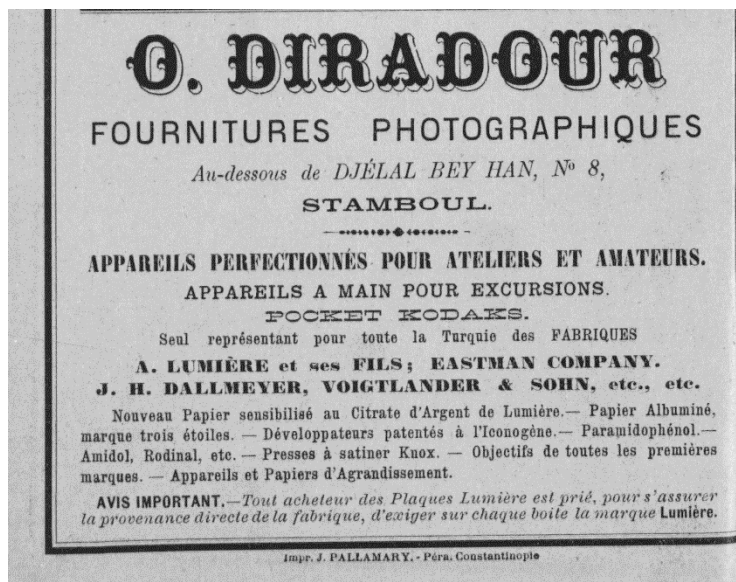 O. DIRADOUR
FOURNITURES PHOTOGRAPHIQUES
Au-dessous de DJÉLAL BEY HAN, Nº 8,
STAMBOUL.
APPAREILS PERFECTIONNÉS POUR ATELIERS ET AMATEURS.
APPAREILS A MAIN POUR EXCURSIONS.
POCKET KODAKS.
Seul représentant pour toute la Turquie des FABRIQUES
A. LUMIÈRE et ses FILS; EASTMAN COMPANY.
J. H. DALLMEYER, VOIGTLANDER & SOHN, etc., etc.
Nouveau Papier sensibilisé au Citrate d'Argent de Lumière.— Papier Albuminé,
marque trois étoiles. — Développateurs patentés à l'Iconogène.— Paramidophénol.—
Amidol, Rodinal, etc. — Presses à satiner Knox. — Objectifs de toutes les premières
marques. — Appareils et Papiers d'Agrandissement.
AVIS IMPORTANT.—Tout acheteur des Plaques Lumière est prié, pour s'assurer
la provenance directe de la fabrique, d'exiger sur chaque boite la marque Lumière.
Impr. J. PALLAMARY. - Péra. Constantinople